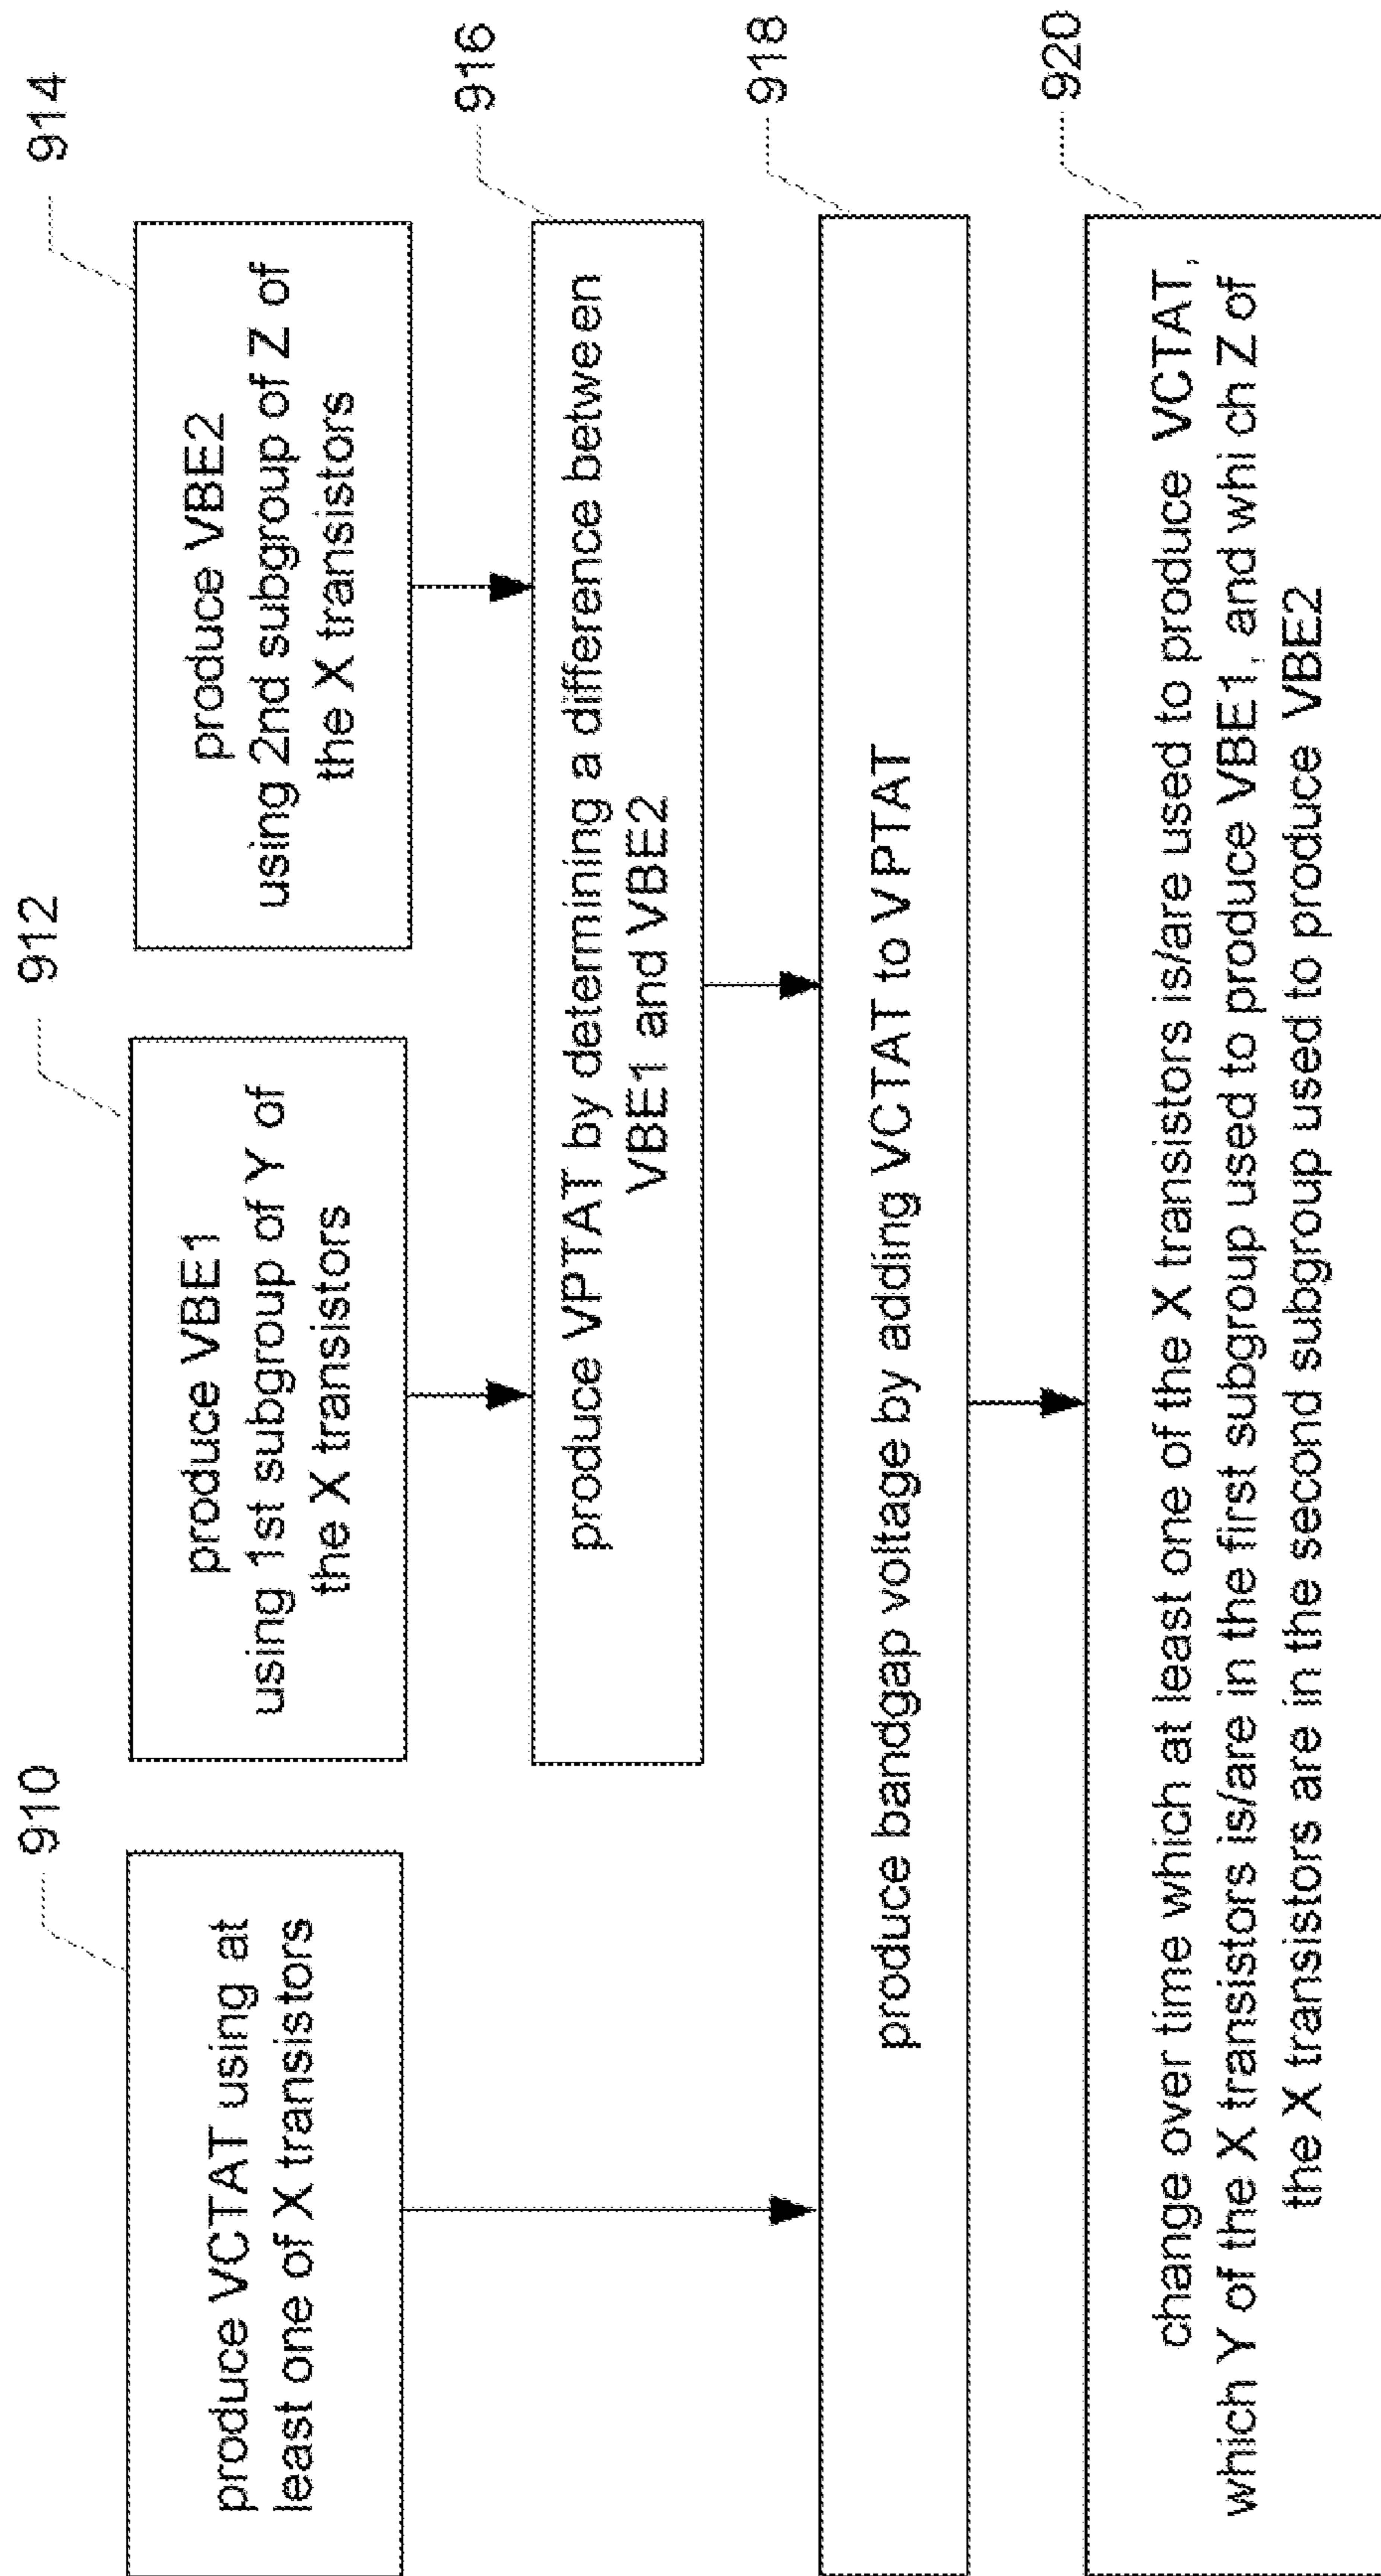 910
produce VCTAT using at
least one of X transistors
912
produce VBE1
using 1st subgroup of Y of
the X transistors
914
produce VBE2
using 2nd subgroup of Z of
the X transistors
916
produce VPTAT by determining a difference between
VBE1 and VBE2
918
produce bandgap voltage by adding VCTAT to VPTAT
920
change over time which at least one of the X transistors is/are used to produce VCTAT,
which Y of the X transistors is/are in the first subgroup used to produce VBE1, and which Z of
the X transistors are in the second subgroup used to produce VBE2